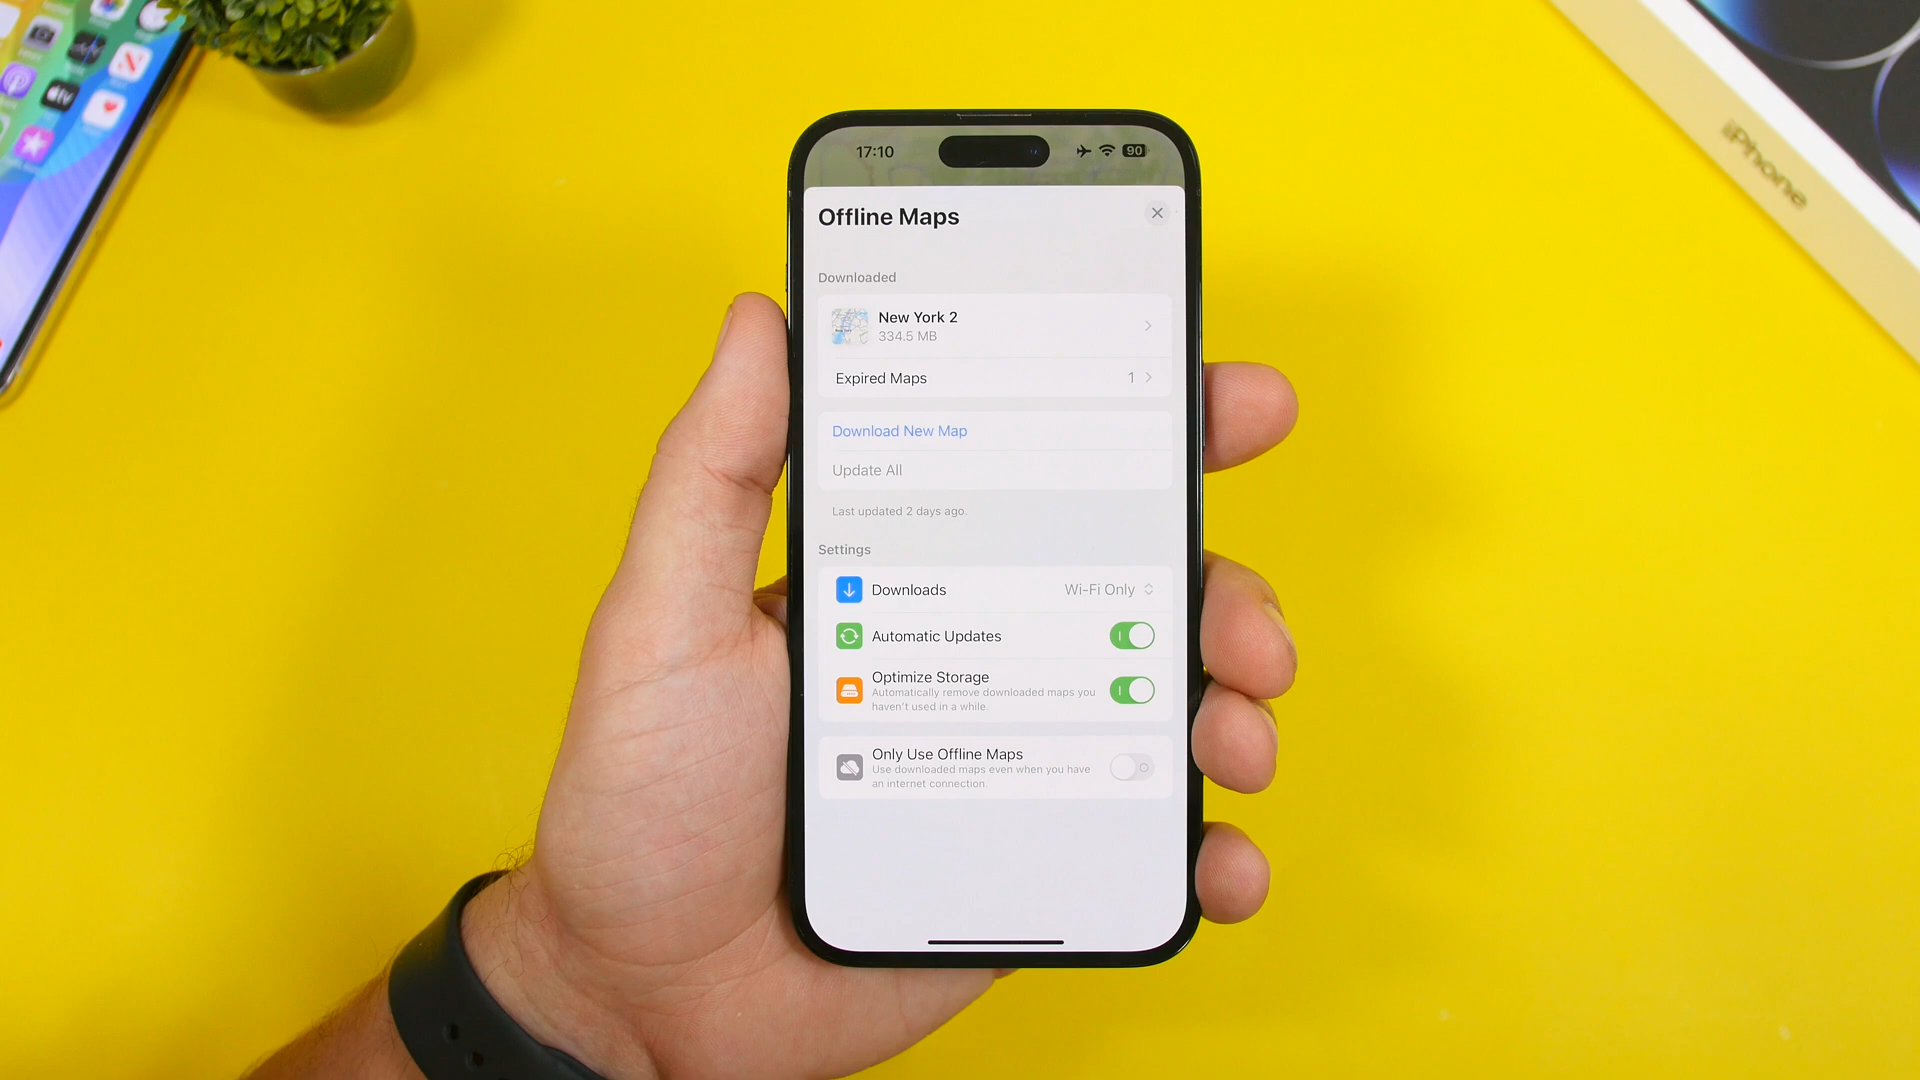 17:10
90
Offline Maps
Downloaded
New York 2
334.5 MB
Expired Maps
1
Download New Map
Update All
Last updated 2 days ago.
Settings
Downloads
Wi-Fi Only
Automatic Updates
Optimize Storage
Automatically remove downloaded maps you
haven't used in a while.
Only Use Offline Maps
Use downloaded maps even when you have
an internet connection.
iPhone
tv